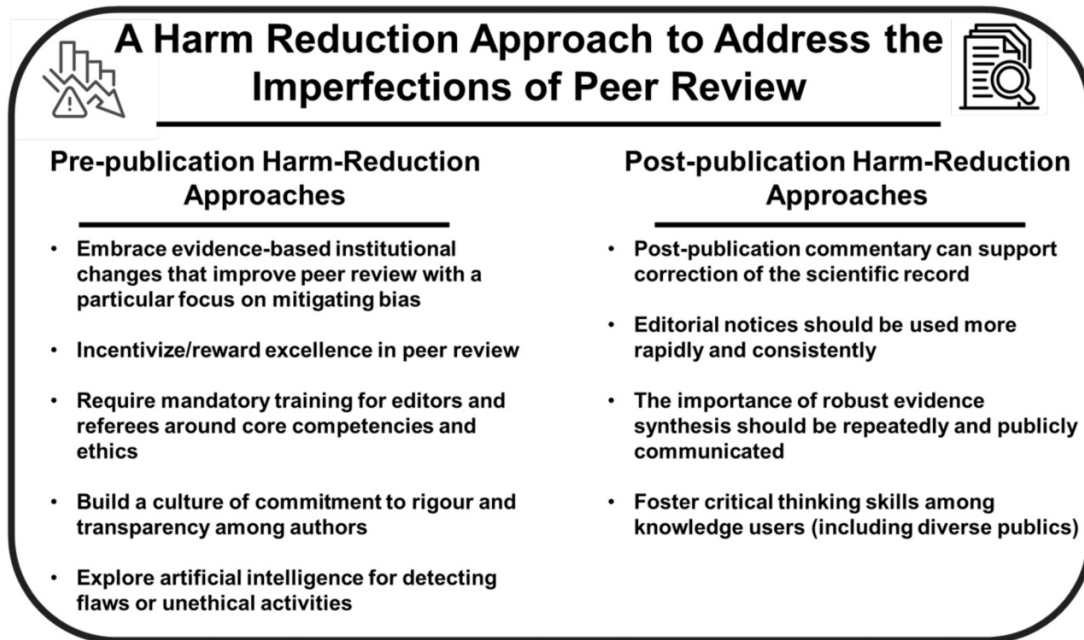 A Harm Reduction Approach to Address the
Imperfections of Peer Review
Pre-publication Harm-Reduction
Approaches
• Embrace evidence-based institutional
changes that improve peer review with a
particular focus on mitigating bias
• Incentivize/reward excellence in peer review
• Require mandatory training for editors and
referees around core competencies and
ethics
• Build a culture of commitment to rigour and
transparency among authors
• Explore artificial intelligence for detecting
flaws or unethical activities
Post-publication Harm-Reduction
Approaches
• Post-publication commentary can support
correction of the scientific record
• Editorial notices should be used more
rapidly and consistently
• The importance of robust evidence
synthesis should be repeatedly and publicly
communicated
• Foster critical thinking skills among
knowledge users (including diverse publics)